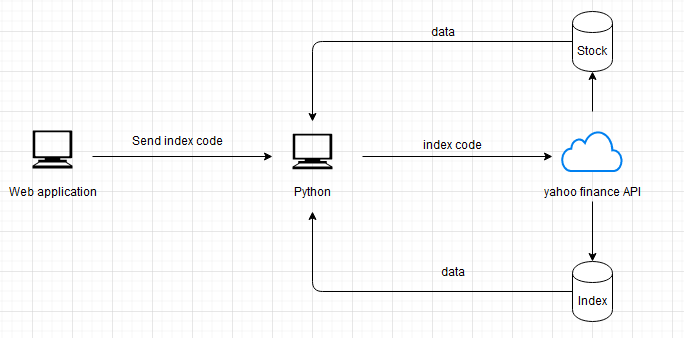 data
Stock
Send index code
index code
Web application
Python
yahoo finance API
data
Index